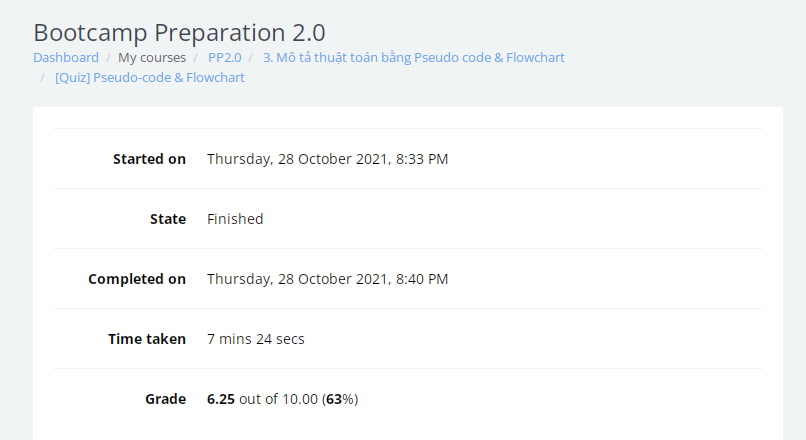 Bootcamp Preparation 2.0
Dashboard / My courses / PP2.0 / 3. Mô tả thuật toán bằng Pseudo code & Flowchart
/ [Quiz] Pseudo-code & Flowchart
Started on Thursday, 28 October 2021, 8:33 PM
State Finished
Completed on Thursday, 28 October 2021, 8:40 PM
Time taken 7 mins 24 secs
Grade 6.25 out of 10.00 (63%)